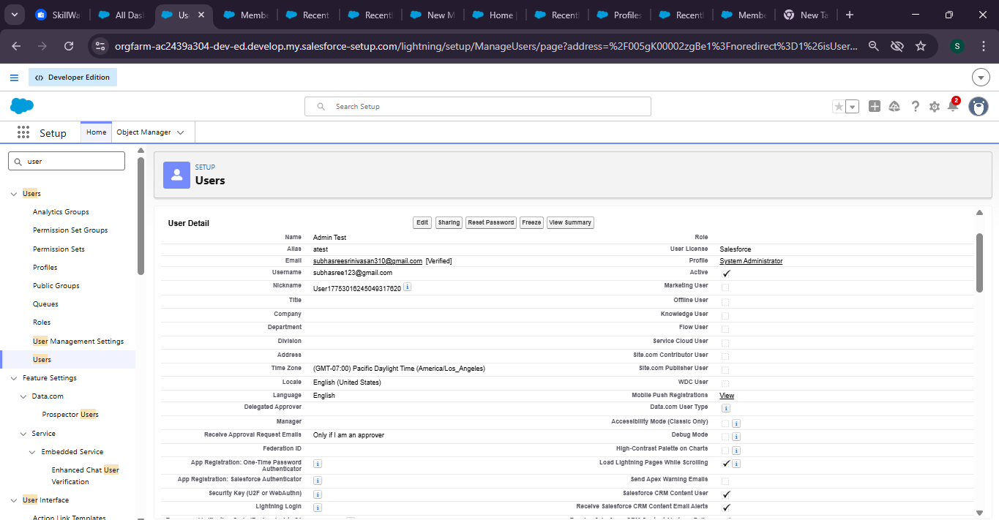 SkillWa
All Das
Us
Membe
Recent
Recentl
New M
Home |
Recentl
Profiles
Recentl
Membe
New Ta
orgfarm-ac2439a304-dev-ed.develop.my.salesforce-setup.com/lightning/setup/ManageUsers/page?address=%2F005gK00002zgBe1%3Fnoredirect%3D1%26isUser...
S
Developer Edition
Search Setup
2
Setup
Home
Object Manager
user
Users
Analytics Groups
Permission Set Groups
Permission Sets
Profiles
Public Groups
Queues
Roles
User Management Settings
Users
Feature Settings
Data.com
Prospector Users
Service
Embedded Service
Enhanced Chat User
Verification
User Interface
Action Link Templates
SETUP
Users
User Detail
Edit Sharing Reset Password Freeze View Summary
Name Admin Test Role
Alias atest User License Salesforce
Email subhasreesrinivasan310@gmail.com [Verified] Profile System Administrator
Username subhasree123@gmail.com Active
Nickname User17753016245049317620 i Marketing User
Title Offline User
Company Knowledge User
Department Flow User
Division Service Cloud User
Address Site.com Contributor User
Time Zone (GMT-07:00) Pacific Daylight Time (America/Los_Angeles) Site.com Publisher User
Locale English (United States) WDC User
Language English Mobile Push Registrations View
Delegated Approver Data.com User Type i
Manager Accessibility Mode (Classic Only) i
Receive Approval Request Emails Only if I am an approver Debug Mode i
Federation ID High-Contrast Palette on Charts i
App Registration: One-Time Password i Load Lightning Pages While Scrolling i
Authenticator
App Registration: Salesforce Authenticator i Send Apex Warning Emails
Security Key (U2F or WebAuthn) i Salesforce CRM Content User
Lightning Login i Receive Salesforce CRM Content Email Alerts